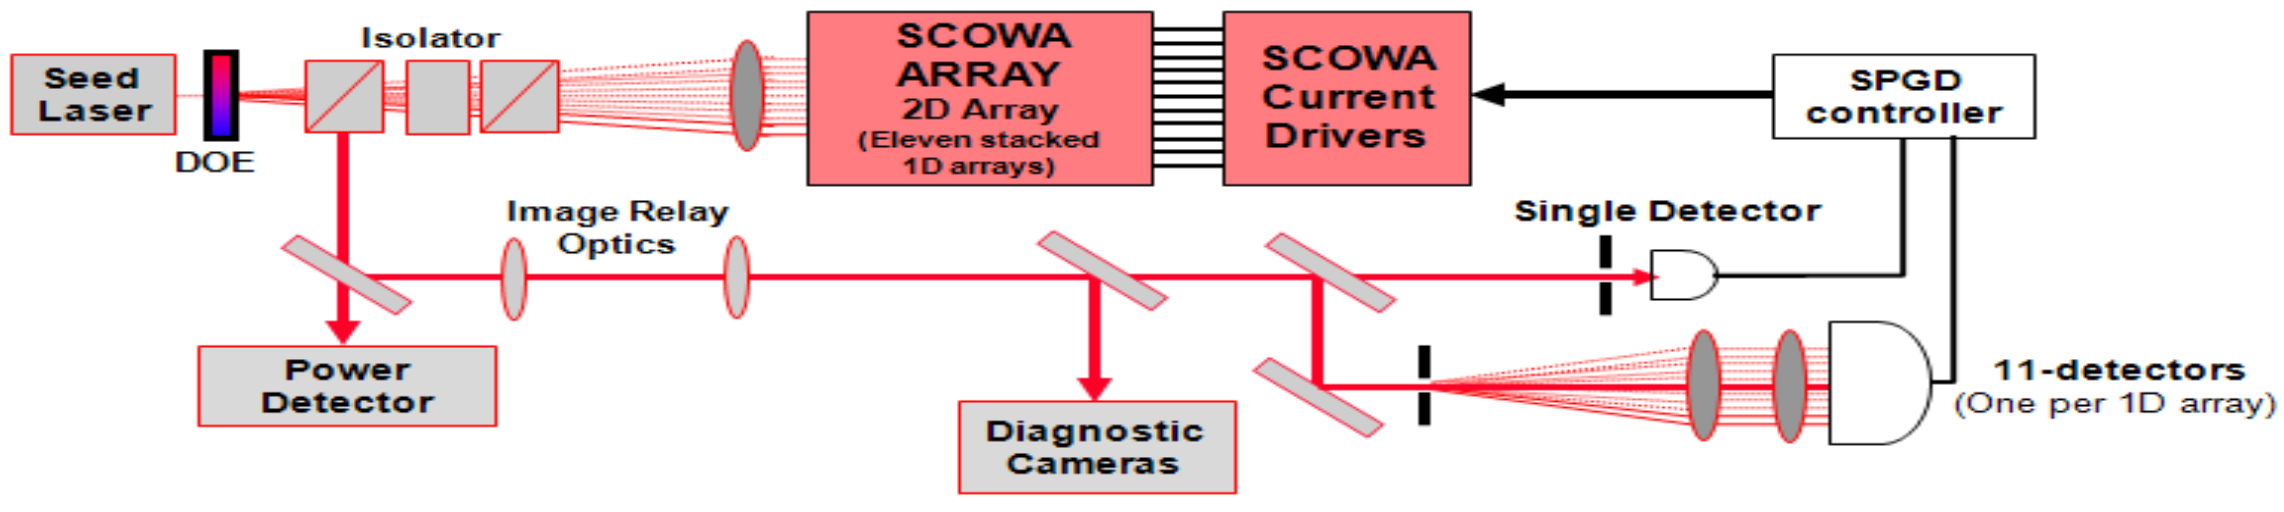 Seed
Laser
DOE
Isolator
SCOWA
ARRAY
2D Array
(Eleven stacked
1D arrays)
SCOWA
Current
Drivers
SPGD
controller
Image Relay
Optics
Single Detector
Power
Detector
Diagnostic
Cameras
11-detectors
(One per 1D array)